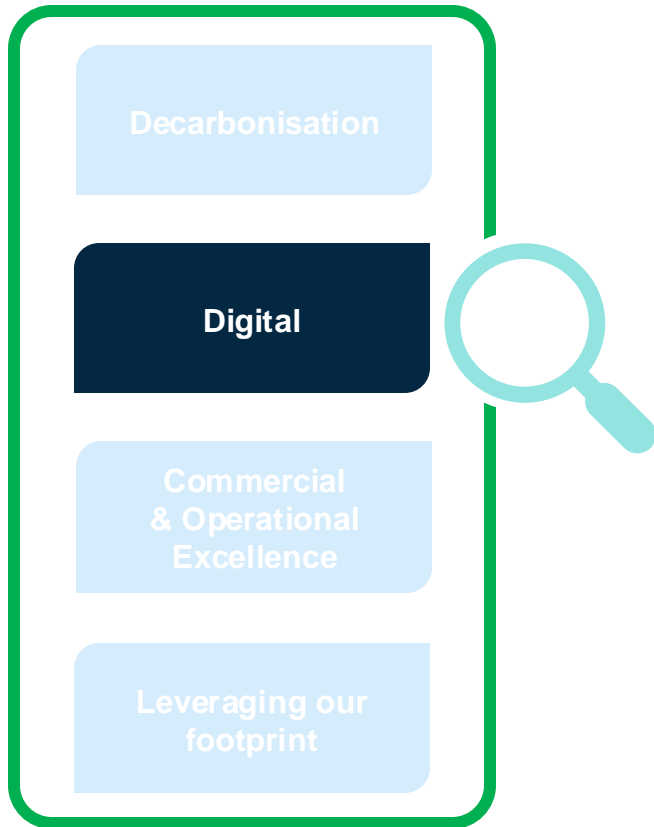 Decarbonisation
Digital
Commercial
& Operational
Excellence
Leveraging our
footprint